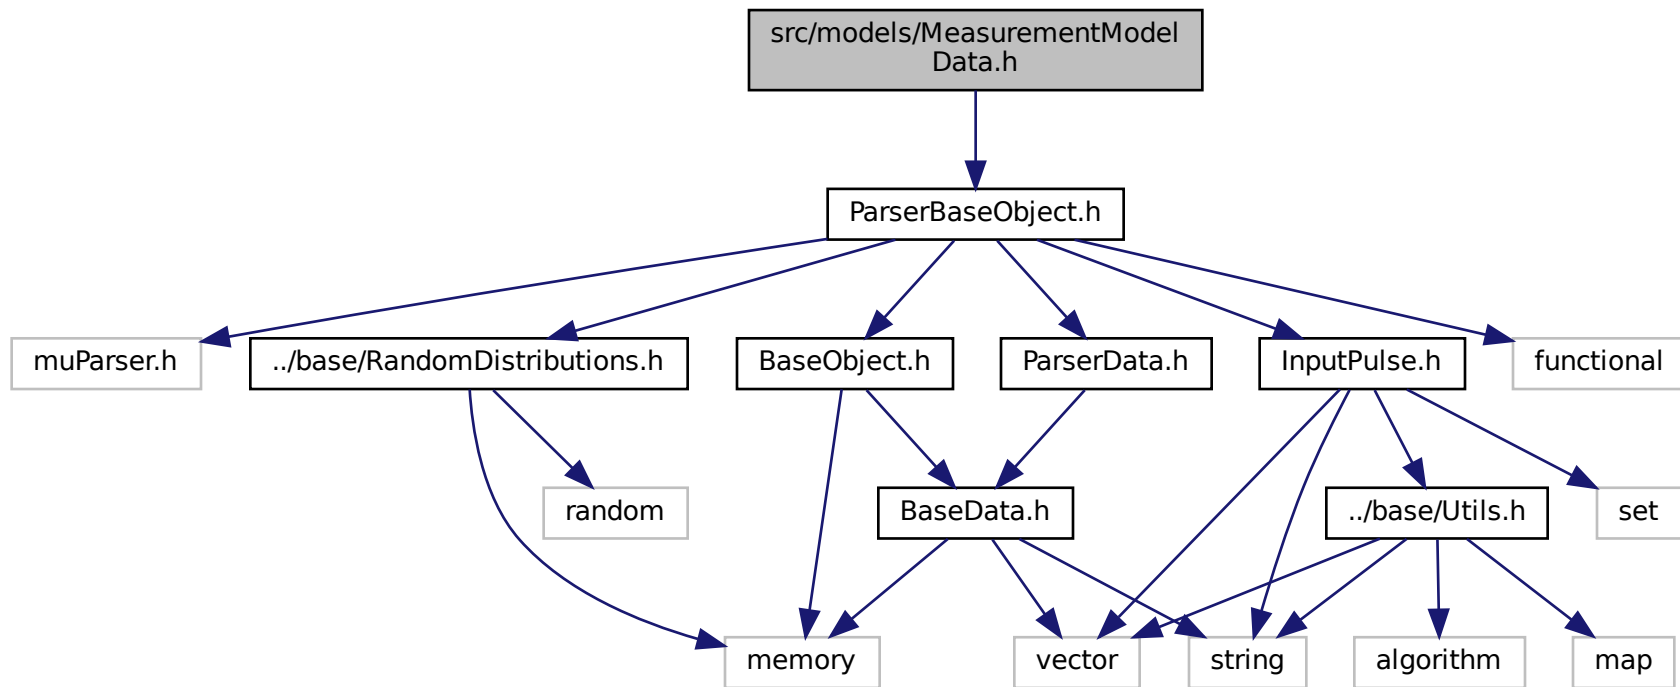 src/models/MeasurementModel
Data.h
ParserBaseObject.h
muParser.h
../base/RandomDistributions.h
BaseObject.h
ParserData.h
InputPulse.h
functional
random
BaseData.h
../base/Utils.h
set
memory
vector
string
algorithm
map